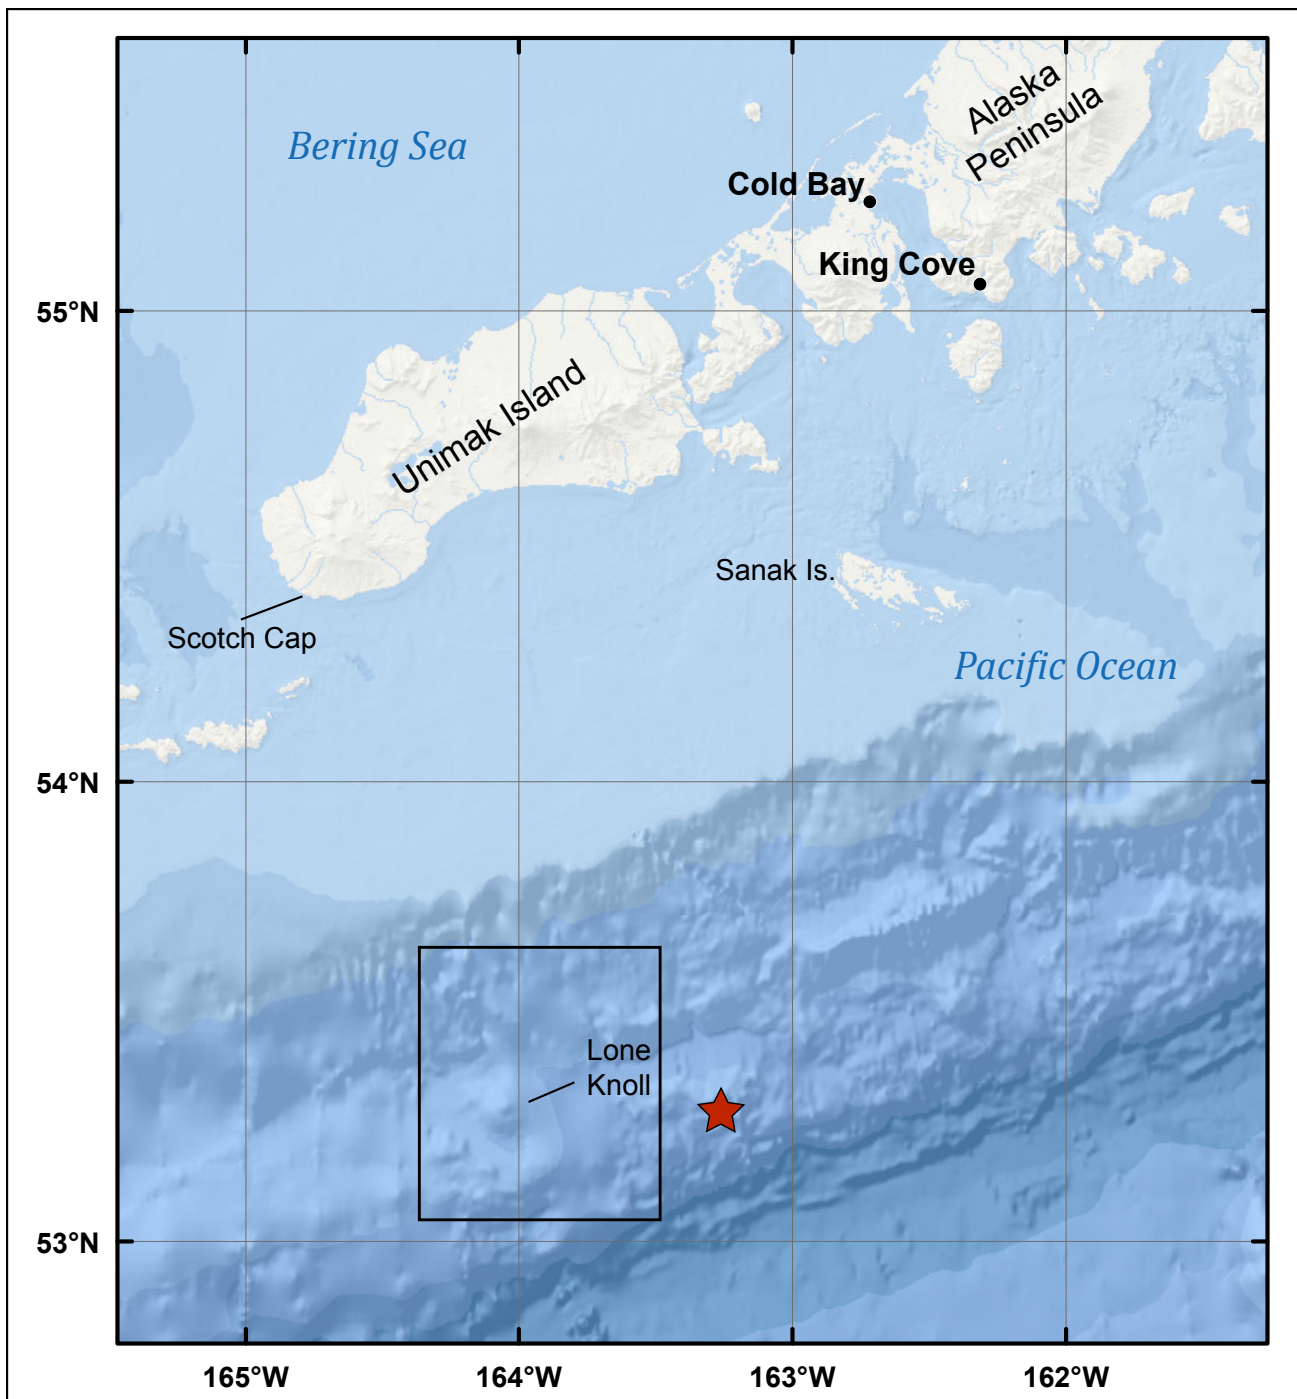 Alaska
Peninsula
Bering Sea
Cold Bay
King Cove
55°N
Unimak Island
Sanak Is.
Scotch Cap
Pacific Ocean
54°N
Lone
Knoll
53°N
165°W
164°W
163°W
162°W